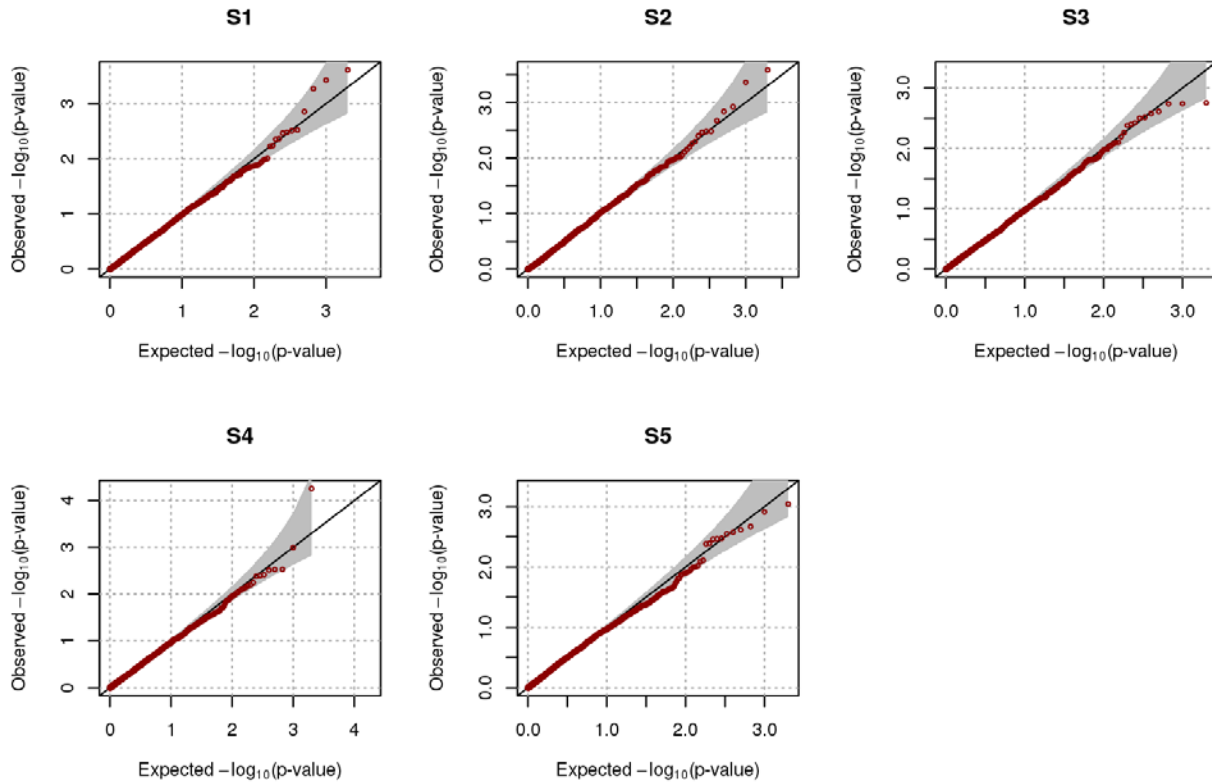 S1
Observed −log10(p-value)
0 1 2 3
0 1 2 3
Expected −log10(p-value)
S2
Observed −log10(p-value)
0.0 1.0 2.0 3.0
0.0 1.0 2.0 3.0
Expected −log10(p-value)
S3
Observed −log10(p-value)
0.0 1.0 2.0 3.0
0.0 1.0 2.0 3.0
Expected −log10(p-value)
S4
Observed −log10(p-value)
0 1 2 3 4
0 1 2 3 4
Expected −log10(p-value)
S5
Observed −log10(p-value)
0.0 1.0 2.0 3.0
0.0 1.0 2.0 3.0
Expected −log10(p-value)